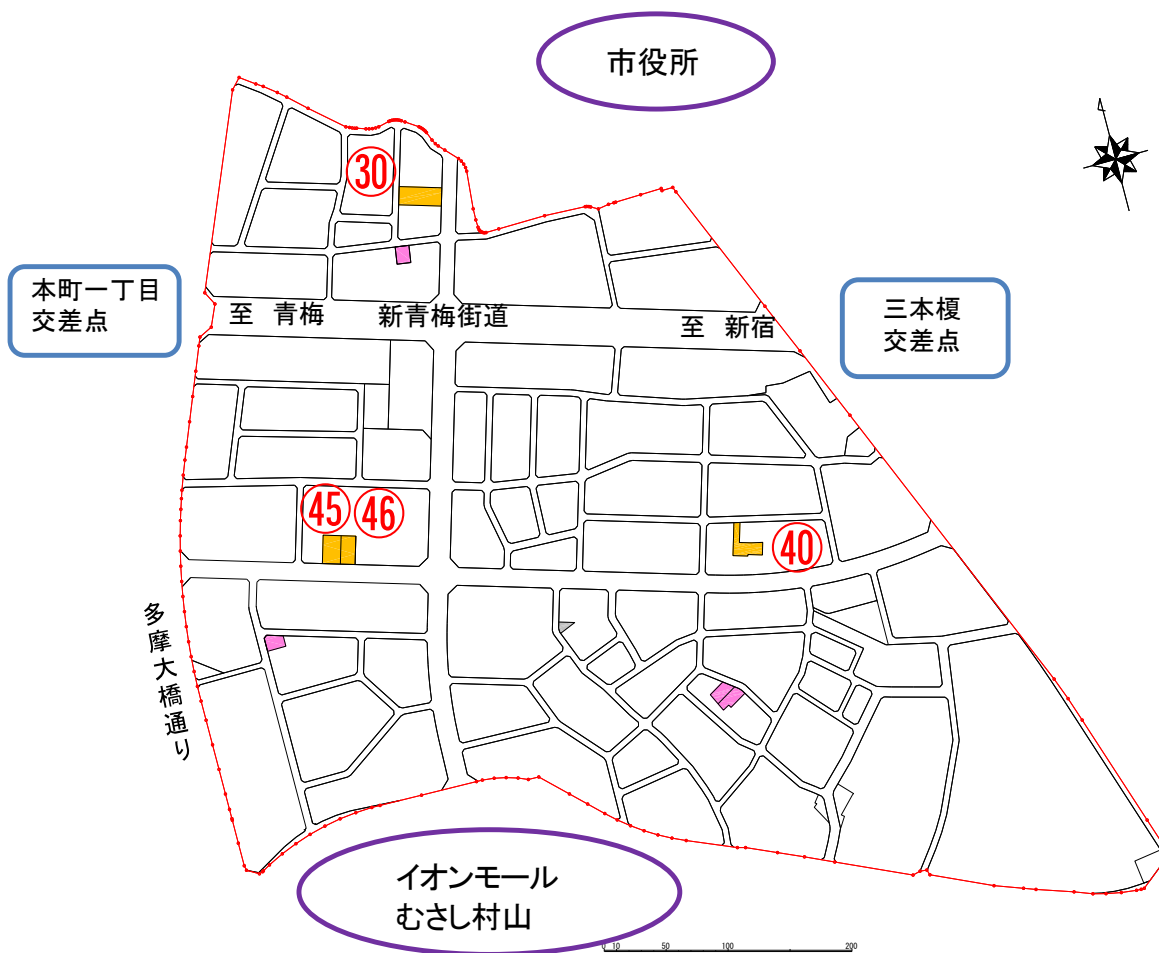 市役所
㉚
本町一丁目
交差点
至 青梅
新青梅街道
至 新宿
三本榎
交差点
㊺
㊻
㊵
多摩大橋通り
イオンモール
むさし村山
0 10 50 100 200